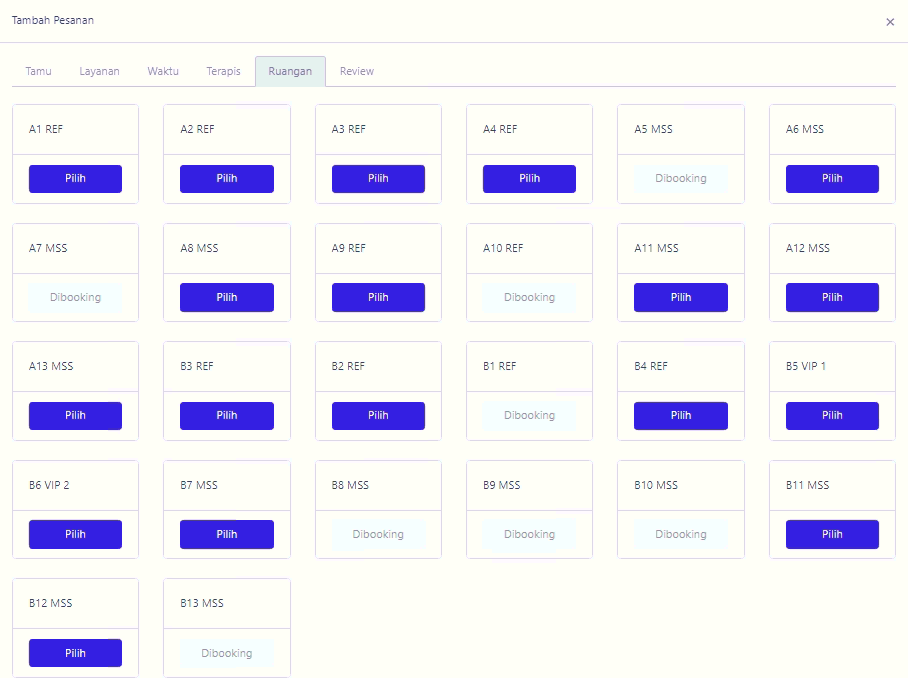 Tambah Pesanan ×
Tamu Layanan Waktu Terapis Ruangan Review
A1 REF A2 REF A3 REF A4 REF A5 MSS A6 MSS
Pilih Pilih Pilih Pilih Dibooking Pilih
A7 MSS A8 MSS A9 REF A10 REF A11 MSS A12 MSS
Dibooking Pilih Pilih Dibooking Pilih Pilih
A13 MSS B3 REF B2 REF B1 REF B4 REF B5 VIP 1
Pilih Pilih Pilih Dibooking Pilih Pilih
B6 VIP 2 B7 MSS B8 MSS B9 MSS B10 MSS B11 MSS
Pilih Pilih Dibooking Dibooking Dibooking Pilih
B12 MSS B13 MSS
Pilih Dibooking